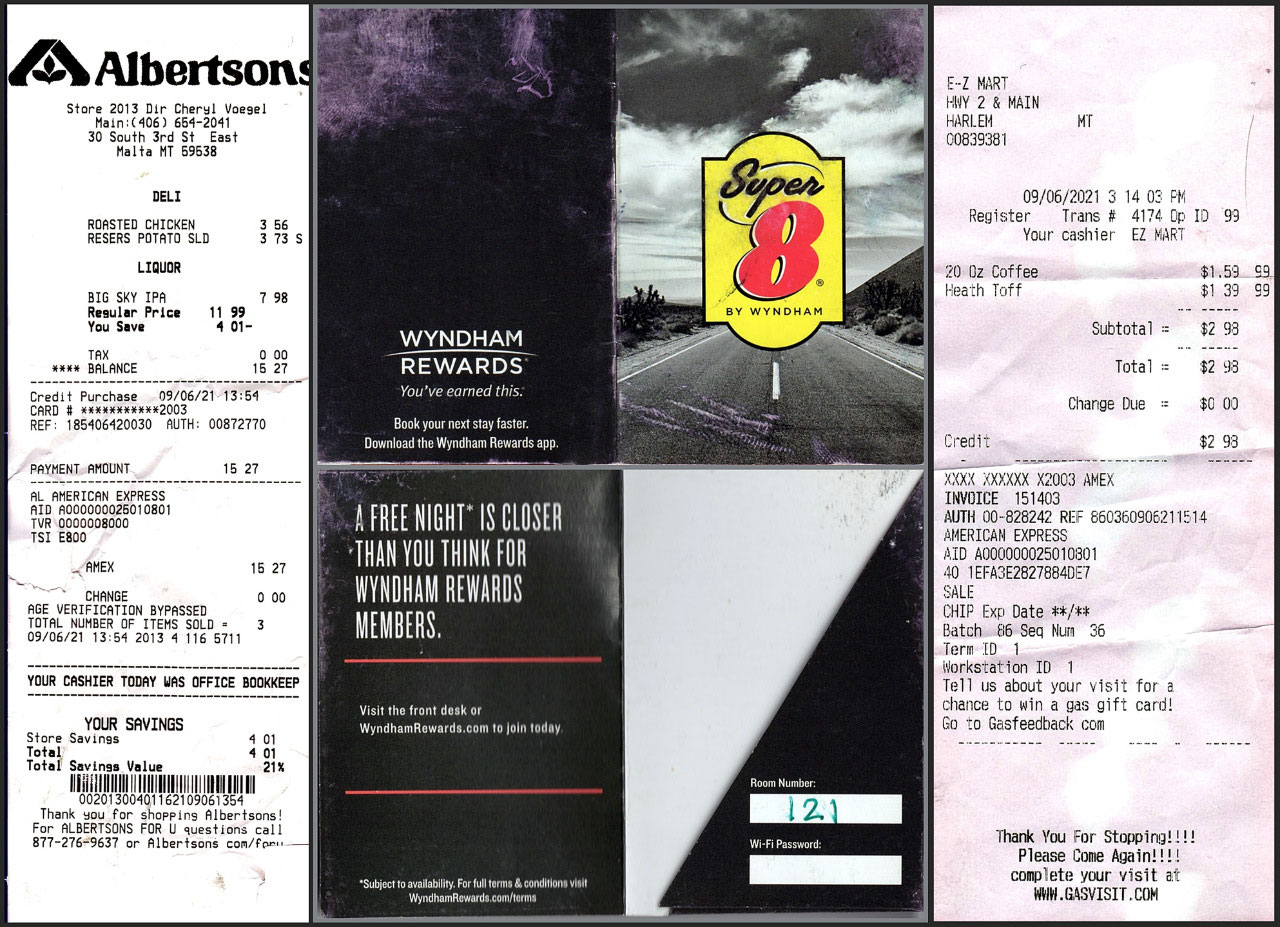 Albertsons
Store 2013 Dir Cheryl Voegel
Main:(406) 654-2041
30 South 3rd St East
Malta MT 59538
DELI
ROASTED CHICKEN 3 56
RESERS POTATO SLD 3 73 S
LIQUOR
BIG SKY IPA 7 98
Regular Price 11 99
You Save 4 01-
TAX 0 00
**** BALANCE 15 27
Credit Purchase 09/06/21 13:54
CARD # ***********2003
REF: 185406420030 AUTH: 00872770
PAYMENT AMOUNT 15 27
AL AMERICAN EXPRESS
AID A000000025010801
TVR 0000008000
TSI E800
AMEX 15 27
CHANGE 0 00
AGE VERIFICATION BYPASSED
TOTAL NUMBER OF ITEMS SOLD = 3
09/06/21 13:54 2013 4 116 5711
YOUR CASHIER TODAY WAS OFFICE BOOKKEEP
YOUR SAVINGS
Store Savings 4 01
Total 4 01
Total Savings Value 21%
00201300401162109061354
Thank you for shopping Albertsons!
For ALBERTSONS FOR U questions call
877-276-9637 or Albertsons com/foru
WYNDHAM
REWARDS
You've earned this.
Book your next stay faster.
Download the Wyndham Rewards app.
Super
8®
BY WYNDHAM
A FREE NIGHT* IS CLOSER
THAN YOU THINK FOR
WYNDHAM REWARDS
MEMBERS.
Visit the front desk or
WyndhamRewards.com to join today.
*Subject to availability. For full terms & conditions visit
WyndhamRewards.com/terms
Room Number:
121
Wi-Fi Password:
E-Z MART
HWY 2 & MAIN
HARLEM MT
00839381
09/06/2021 3 14 03 PM
Register Trans # 4174 Op ID 99
Your cashier EZ MART
20 Oz Coffee $1.59 99
Heath Toff $1 39 99
Subtotal = $2 98
Total = $2 98
Change Due = $0 00
Credit $2 98
XXXX XXXXXX X2003 AMEX
INVOICE 151403
AUTH 00-828242 REF 860360906211514
AMERICAN EXPRESS
AID A000000025010801
40 1EFA3E2827884DE7
SALE
CHIP Exp Date **/**
Batch 86 Seq Num 36
Term ID 1
Workstation ID 1
Tell us about your visit for a
chance to win a gas gift card!
Go to Gasfeedback com
Thank You For Stopping!!!!
Please Come Again!!!!
complete your visit at
WWW.GASVISIT.COM